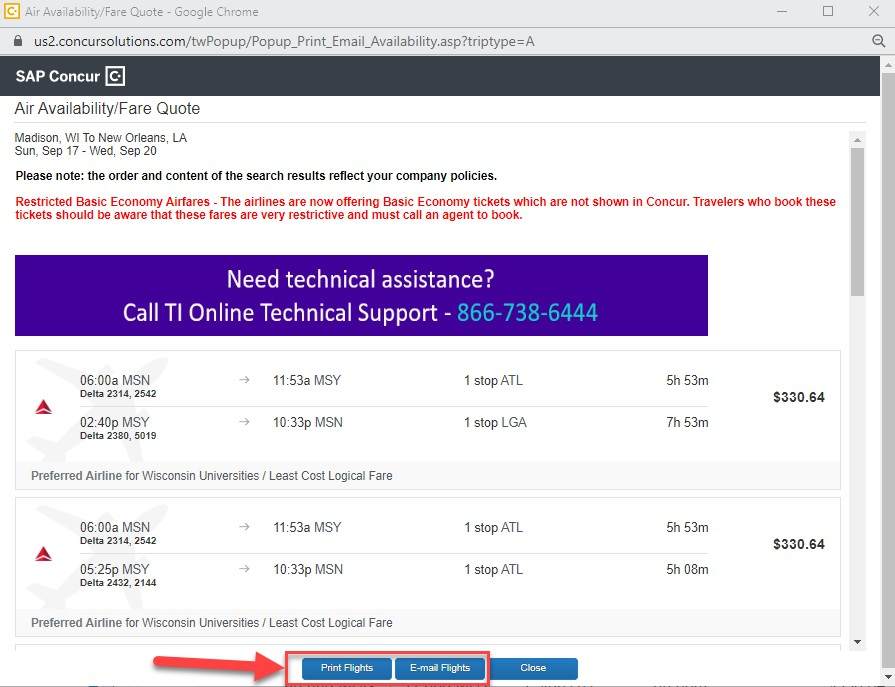 Air Availability/Fare Quote - Google Chrome
us2.concursolutions.com/twPopup/Popup_Print_Email_Availability.asp?triptype=A
SAP Concur C
Air Availability/Fare Quote
Madison, WI To New Orleans, LA
Sun, Sep 17 - Wed, Sep 20
Please note: the order and content of the search results reflect your company policies.
Restricted Basic Economy Airfares - The airlines are now offering Basic Economy tickets which are not shown in Concur. Travelers who book these
tickets should be aware that these fares are very restrictive and must call an agent to book.
Need technical assistance?
Call TI Online Technical Support - 866-738-6444
06:00a MSN → 11:53a MSY 1 stop ATL 5h 53m
Delta 2314, 2542
$330.64
02:40p MSY → 10:33p MSN 1 stop LGA 7h 53m
Delta 2380, 5019
Preferred Airline for Wisconsin Universities / Least Cost Logical Fare
06:00a MSN → 11:53a MSY 1 stop ATL 5h 53m
Delta 2314, 2542
$330.64
05:25p MSY → 10:33p MSN 1 stop ATL 5h 08m
Delta 2432, 2144
Preferred Airline for Wisconsin Universities / Least Cost Logical Fare
Print Flights E-mail Flights Close